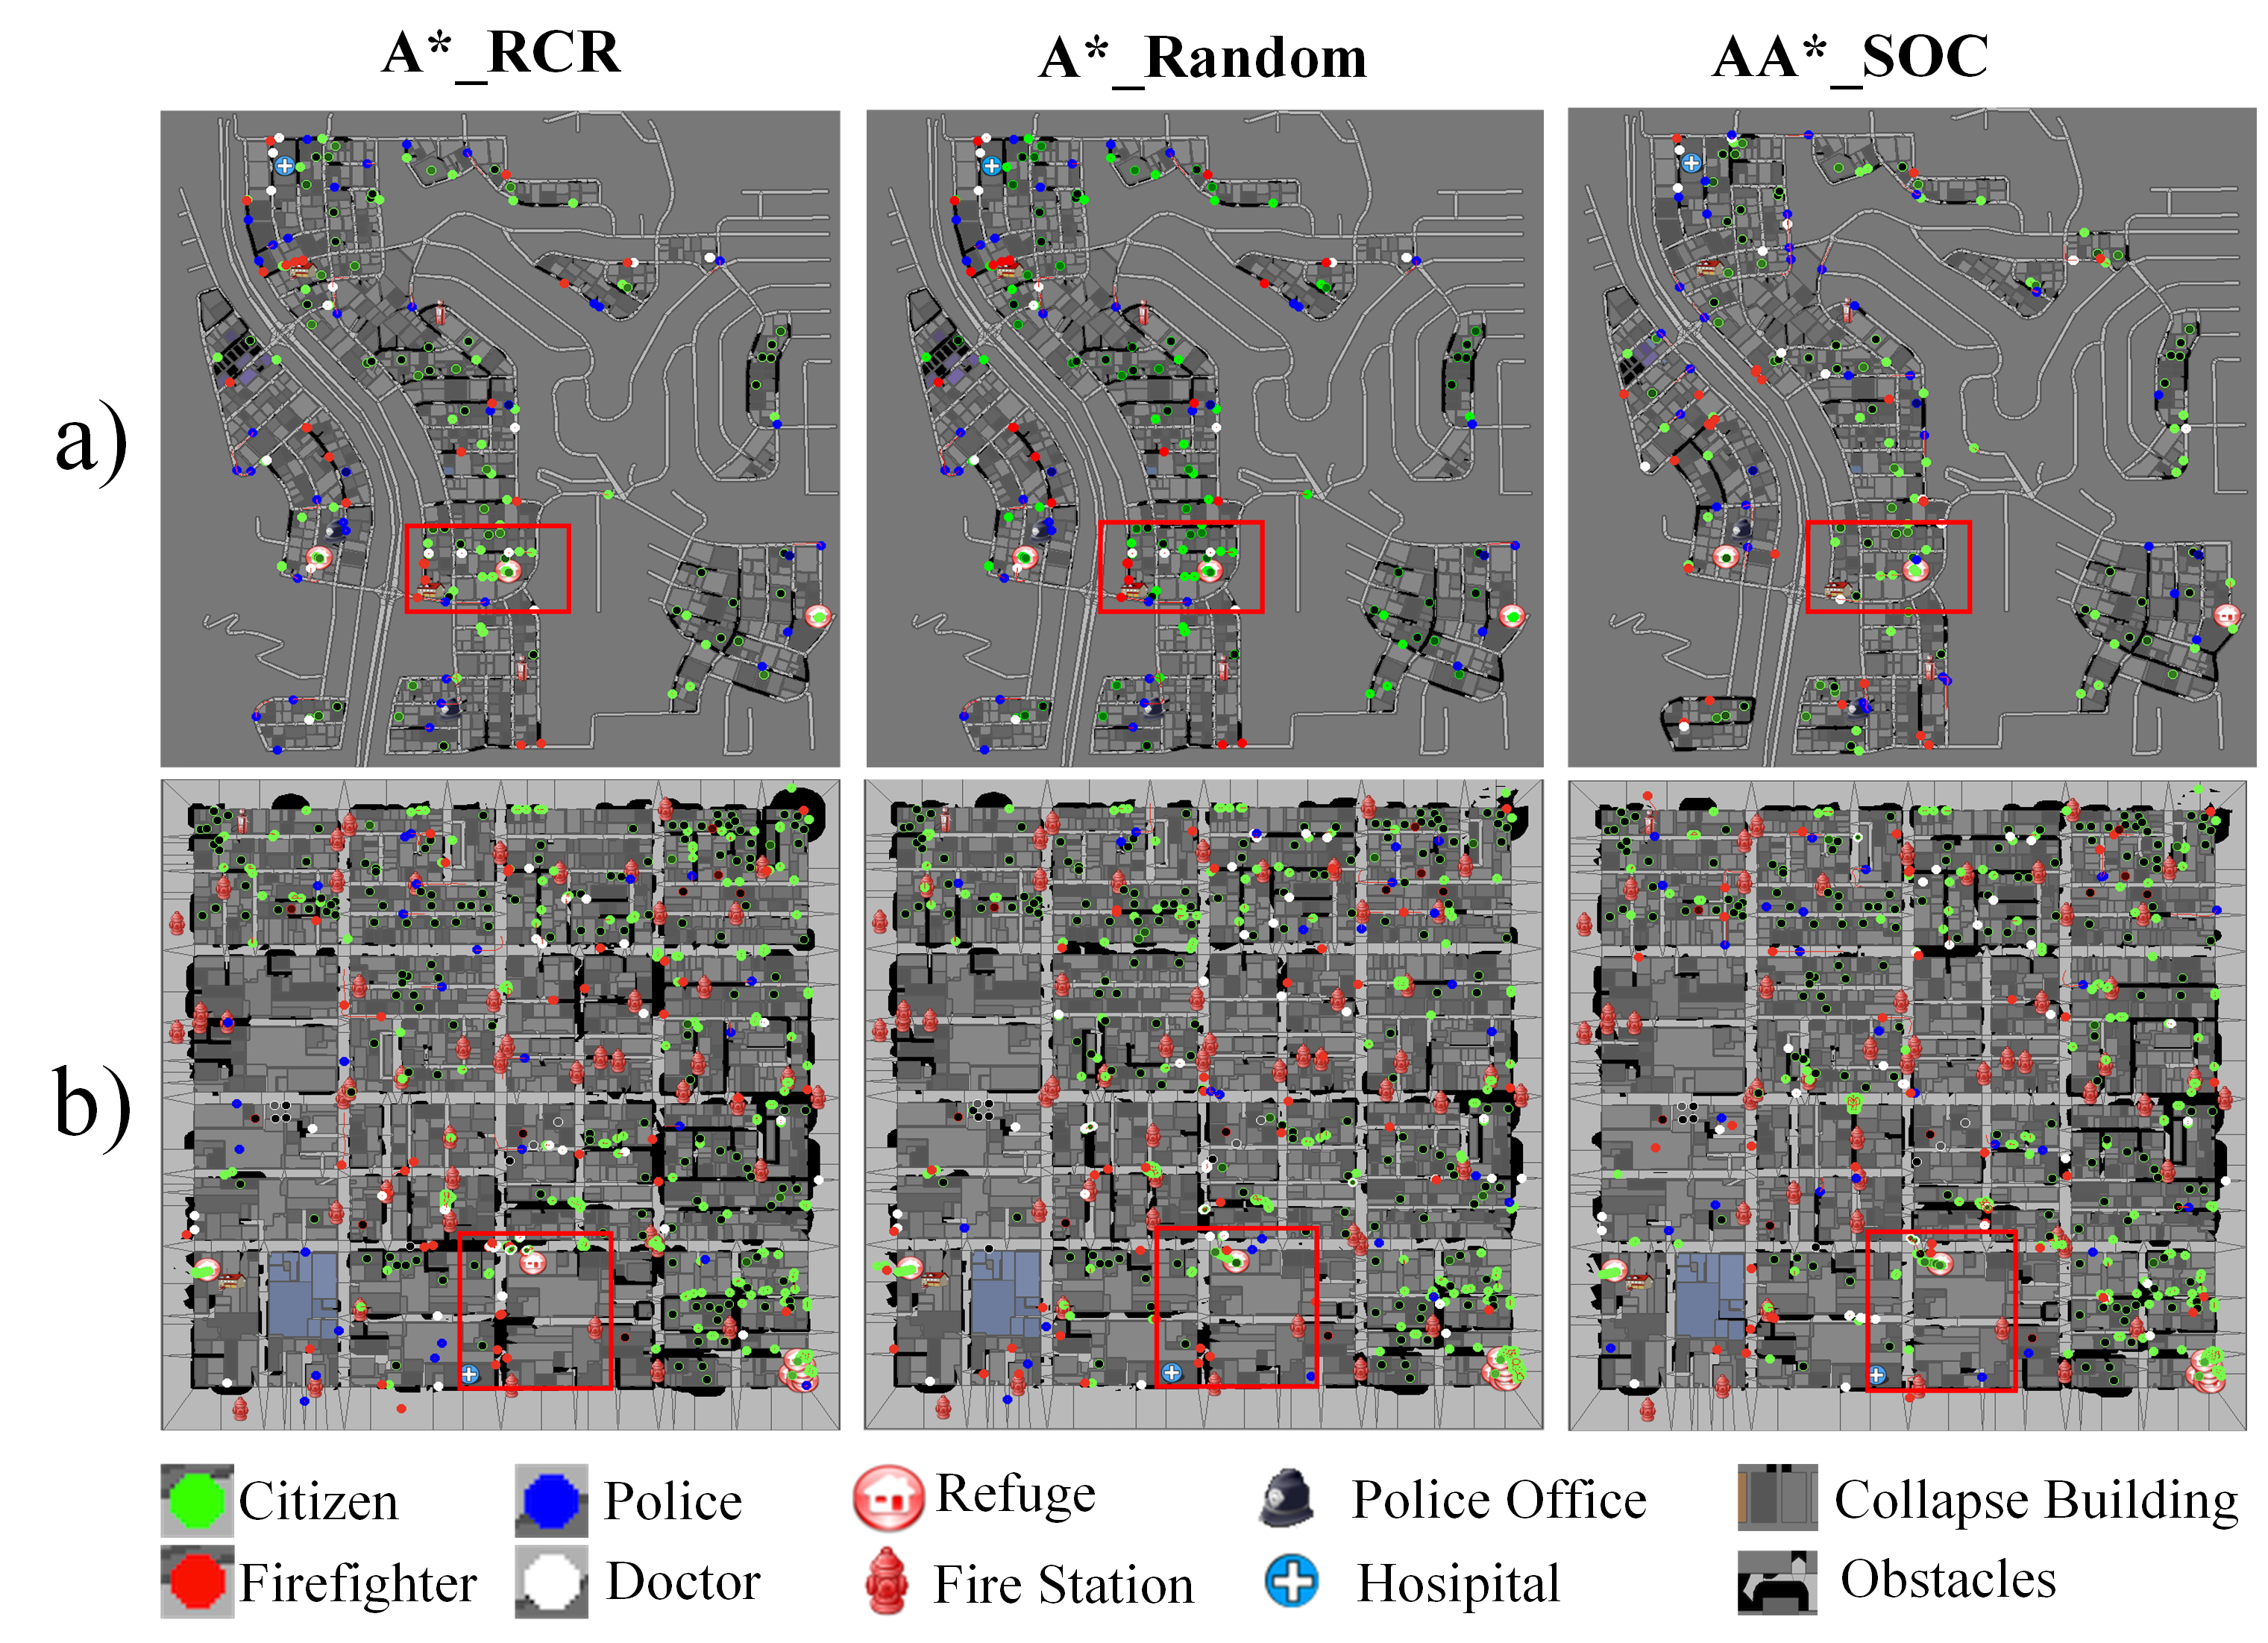 A*_RCR A*_Random AA*_SOC
a)
b)
Citizen Police Refuge Police Office Collapse Building
Firefighter Doctor Fire Station Hosipital Obstacles